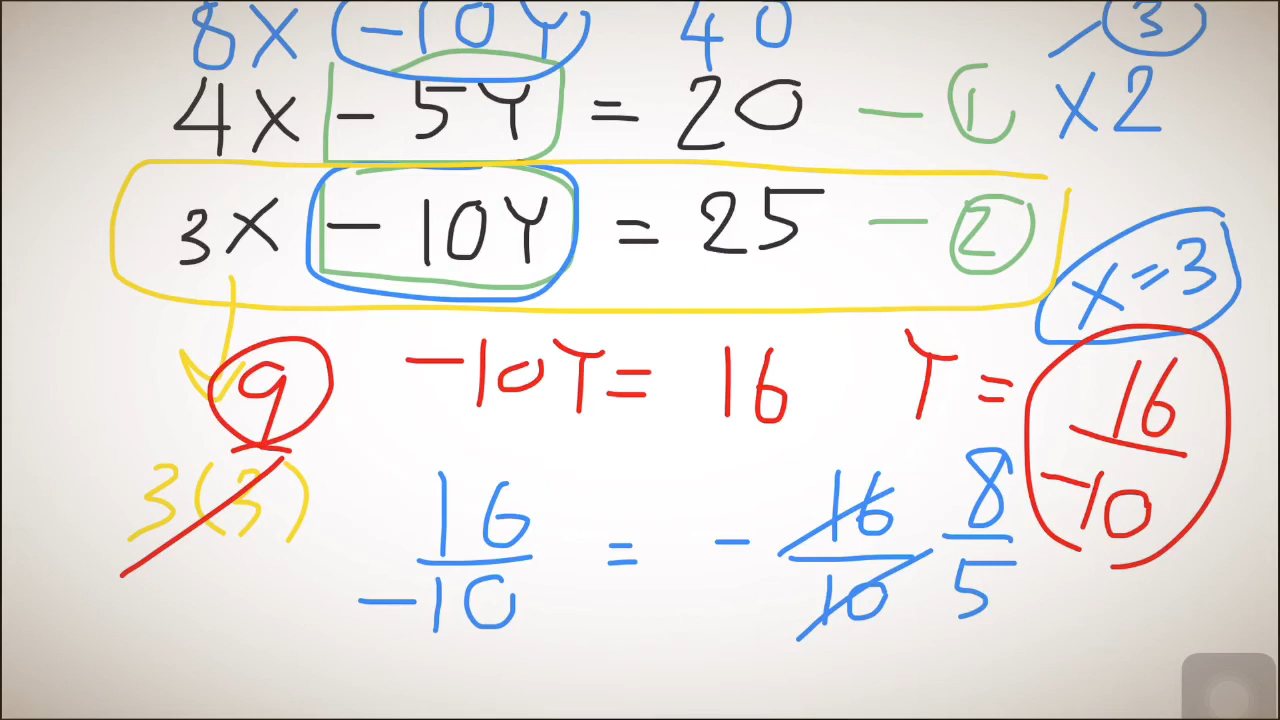 8X -10Y 40 3
4X - 5Y = 20 - 1 X2
3X - 10Y = 25 - 2
X=3
9 -10Y = 16 Y = 16/-10
3(3) 16/-10 = - 16/10 8/5